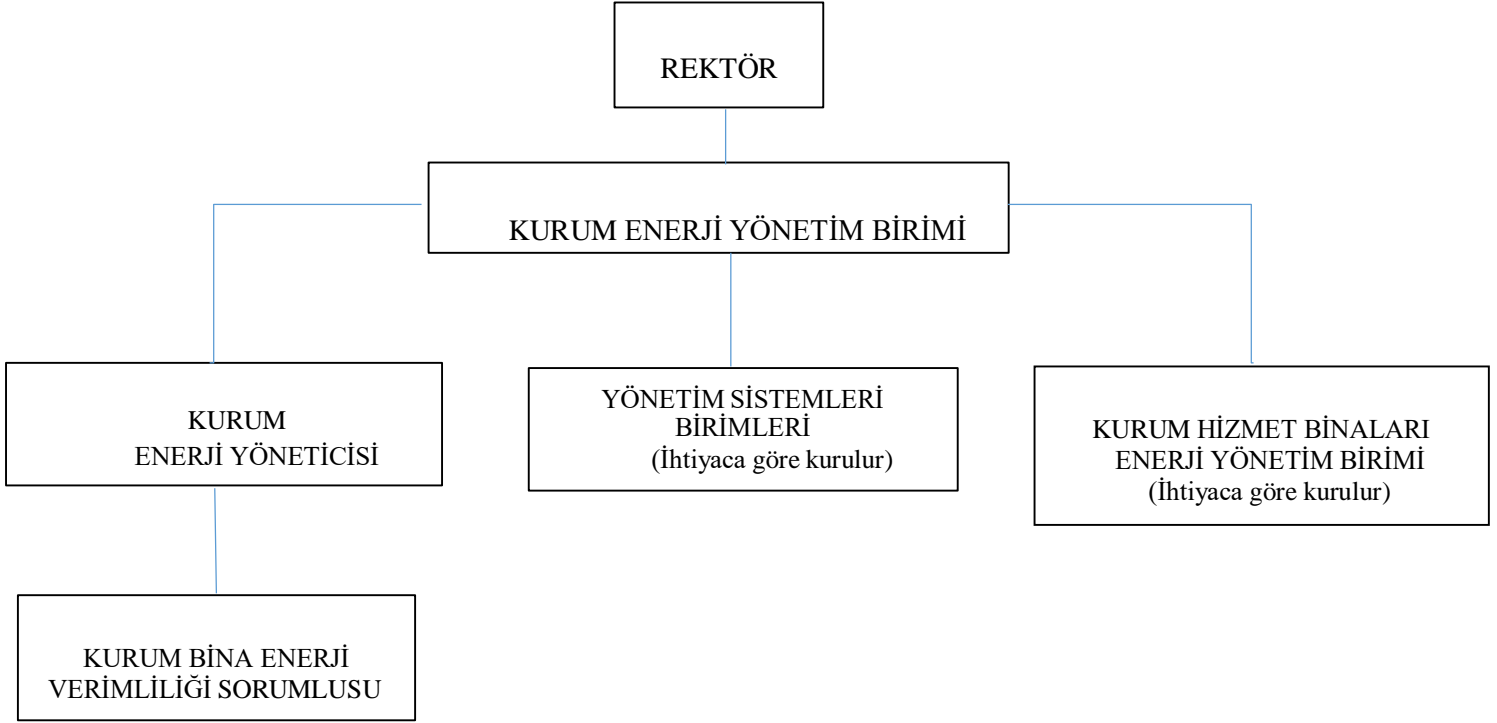 REKTÖR
KURUM ENERJİ YÖNETİM BİRİMİ
KURUM
ENERJİ YÖNETİCİSİ
YÖNETİM SİSTEMLERİ
BİRİMLERİ
(İhtiyaca göre kurulur)
KURUM HİZMET BİNALARI
ENERJİ YÖNETİM BİRİMİ
(İhtiyaca göre kurulur)
KURUM BİNA ENERJİ
VERİMLİLİĞİ SORUMLUSU